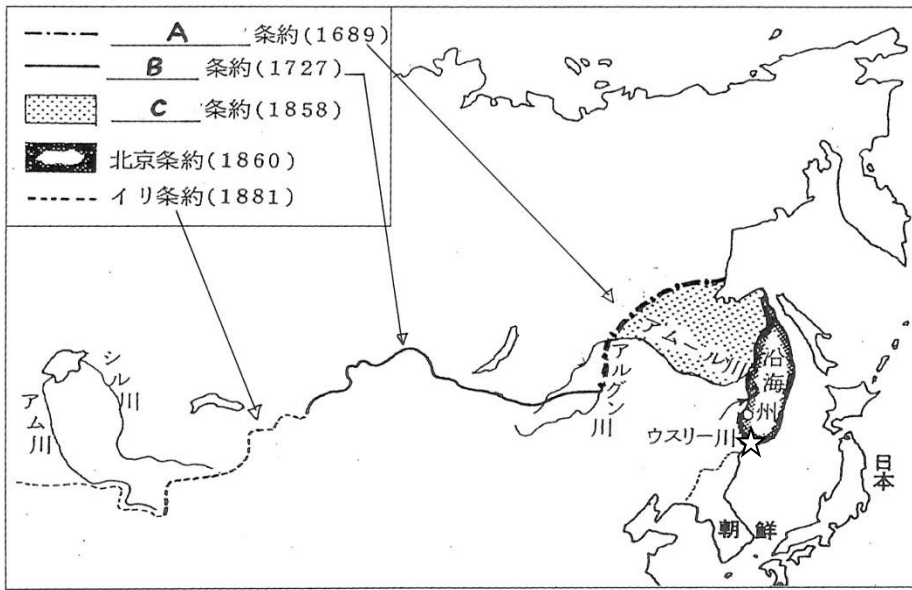 A 条約(1689)
B 条約(1727)
C 条約(1858)
北京条約(1860)
イリ条約(1881)
シル川
アム川
アルグン川
アムール川
沿海州
ウスリー川
日本
朝鮮